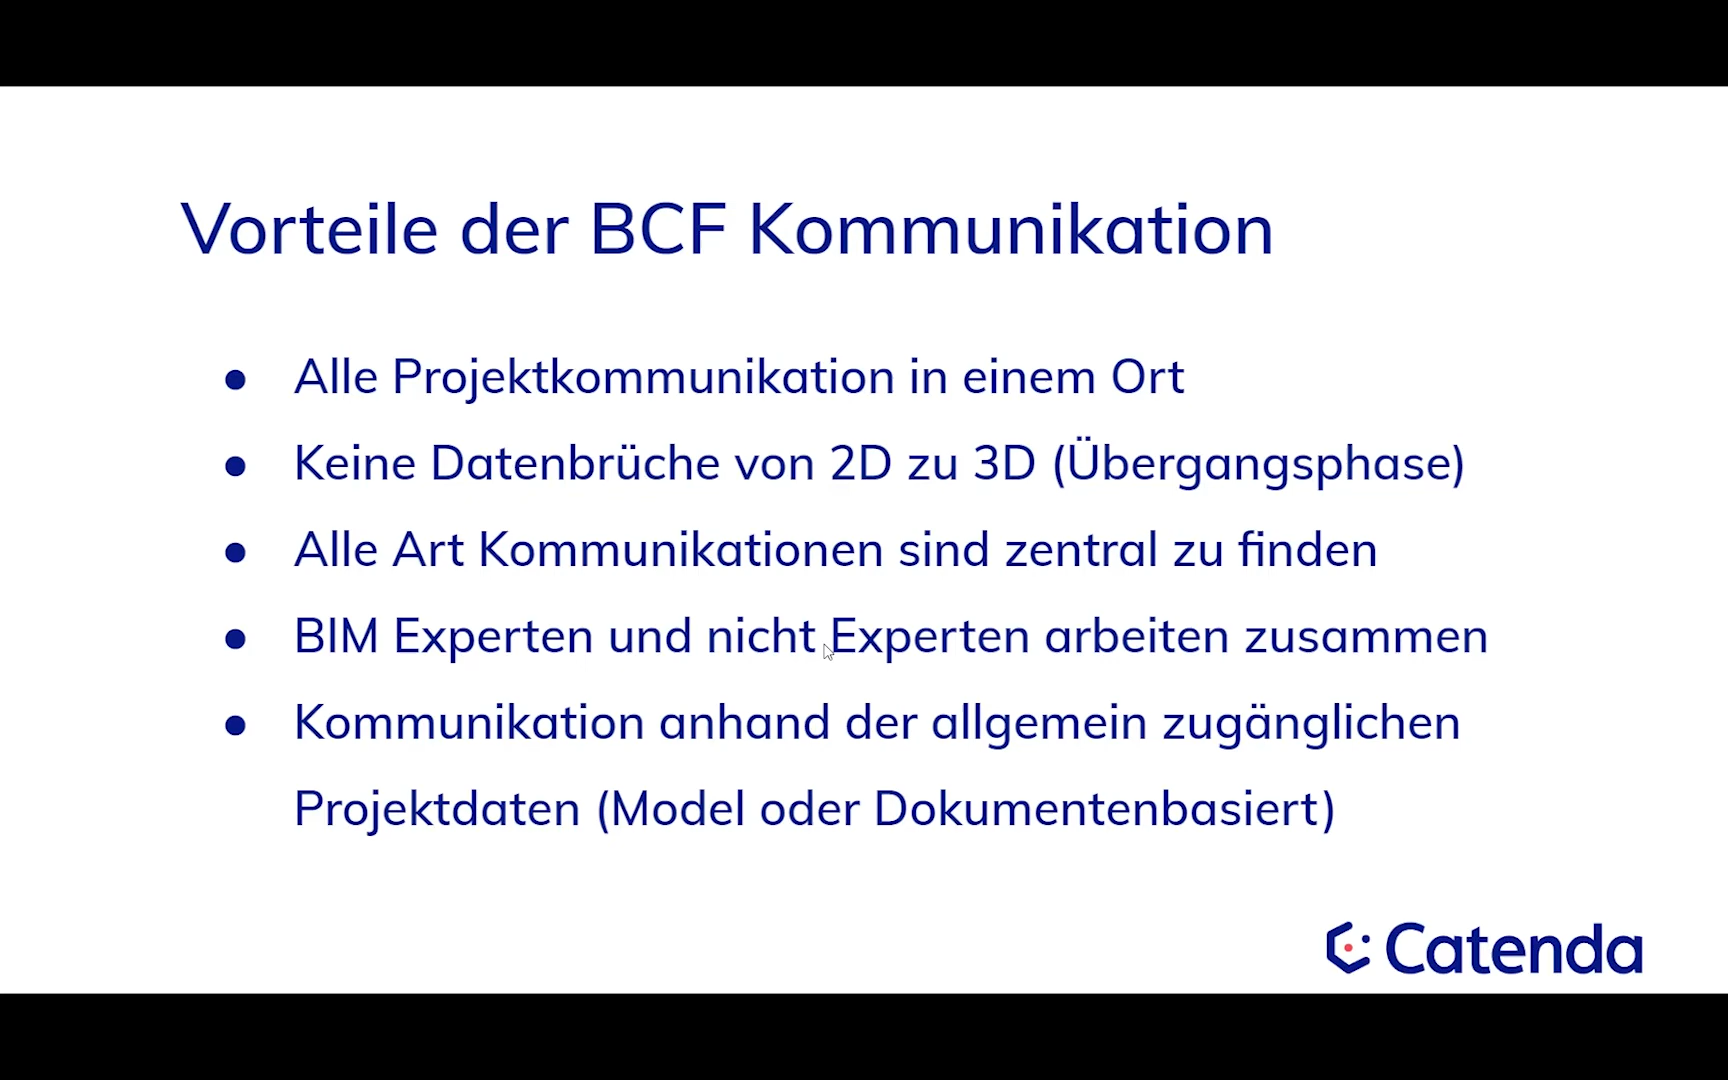 Vorteile der BCF Kommunikation
● Alle Projektkommunikation in einem Ort
● Keine Datenbrüche von 2D zu 3D (Übergangsphase)
● Alle Art Kommunikationen sind zentral zu finden
● BIM Experten und nicht Experten arbeiten zusammen
● Kommunikation anhand der allgemein zugänglichen
Projektdaten (Model oder Dokumentenbasiert)
Catenda